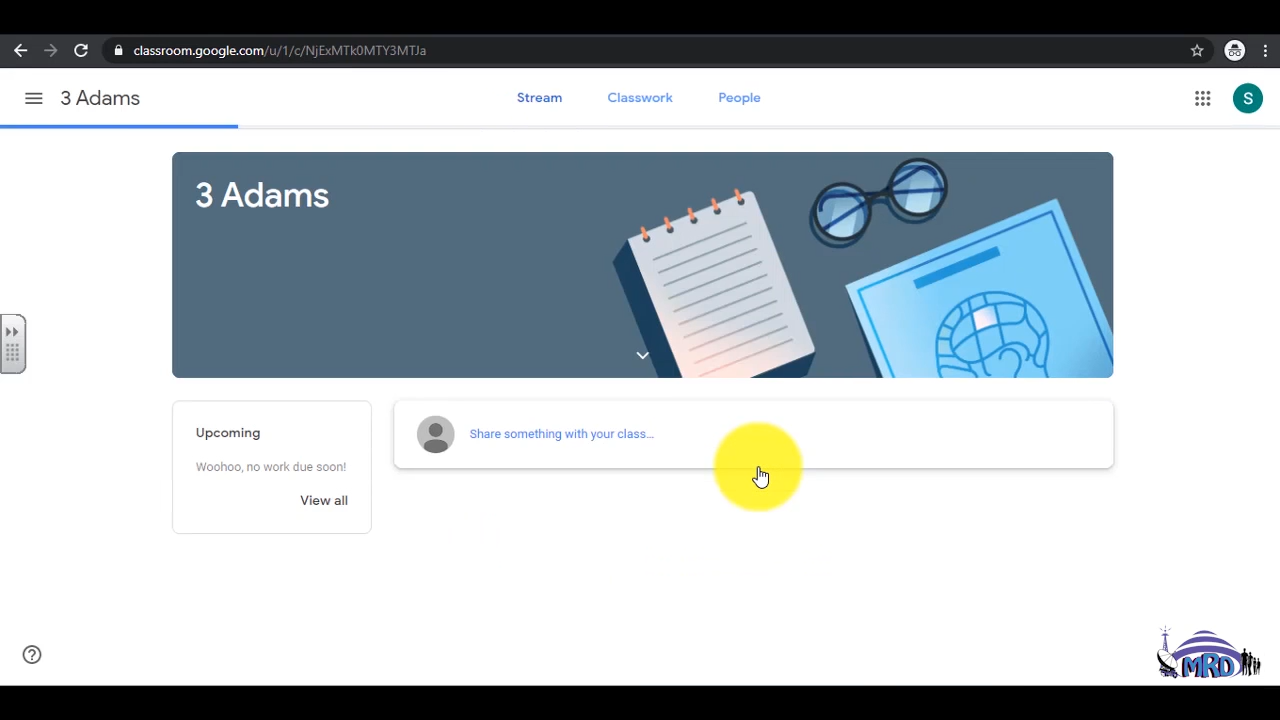 classroom.google.com/u/1/c/NjExMTk0MTY3MTJa
3 Adams
Stream
Classwork
People
S
3 Adams
Upcoming
Woohoo, no work due soon!
View all
Share something with your class...
MRD